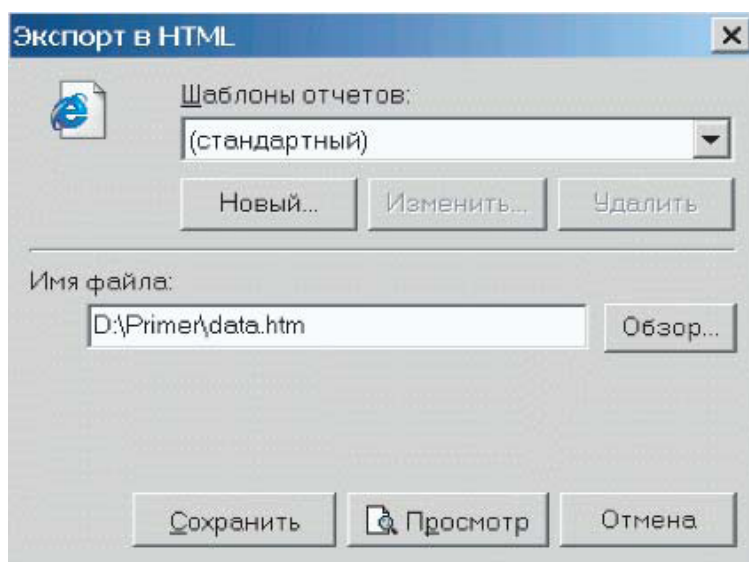 Экспорт в HTML
Шаблоны отчетов:
(стандартный)
Новый... Изменить... Удалить
Имя файла:
D:\Primer\data.htm
Обзор...
Сохранить Просмотр Отмена